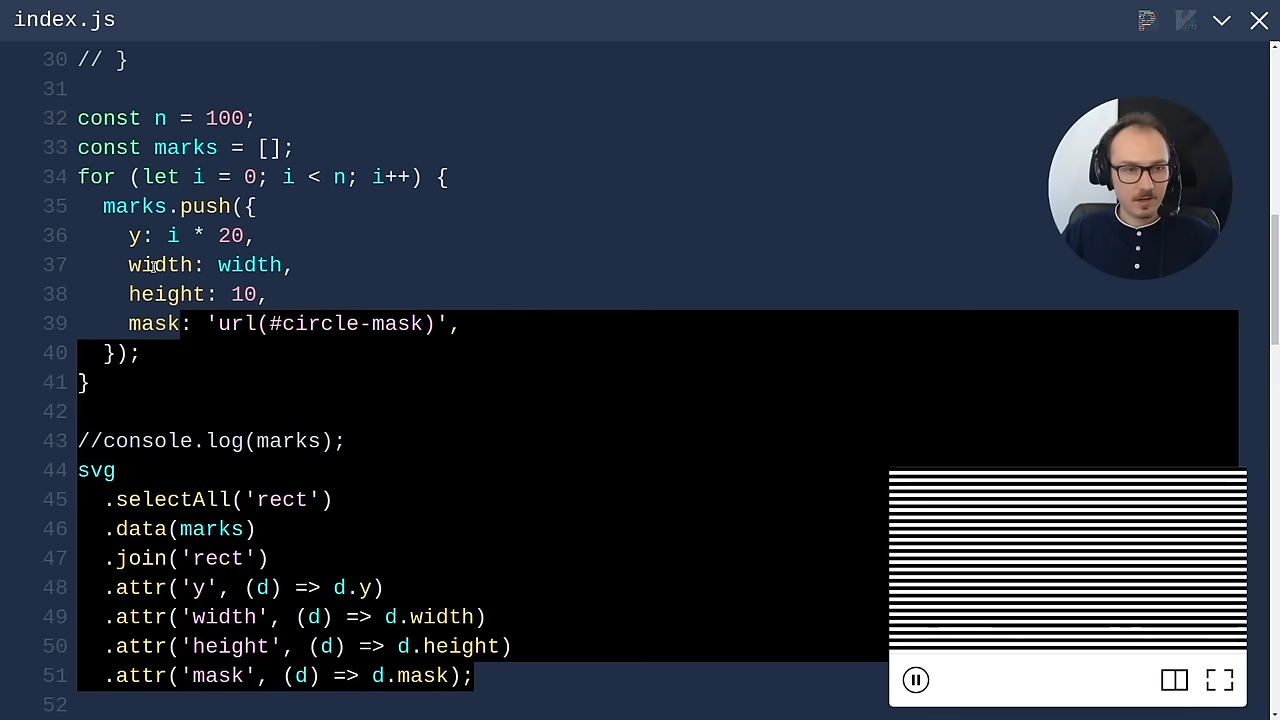 index.js
30 // }
31
32 const n = 100;
33 const marks = [];
34 for (let i = 0; i < n; i++) {
35   marks.push({
36     y: i * 20,
37     width: width,
38     height: 10,
39     mask: 'url(#circle-mask)',
40   });
41 }
42
43 //console.log(marks);
44 svg
45   .selectAll('rect')
46   .data(marks)
47   .join('rect')
48   .attr('y', (d) => d.y)
49   .attr('width', (d) => d.width)
50   .attr('height', (d) => d.height)
51   .attr('mask', (d) => d.mask);
52